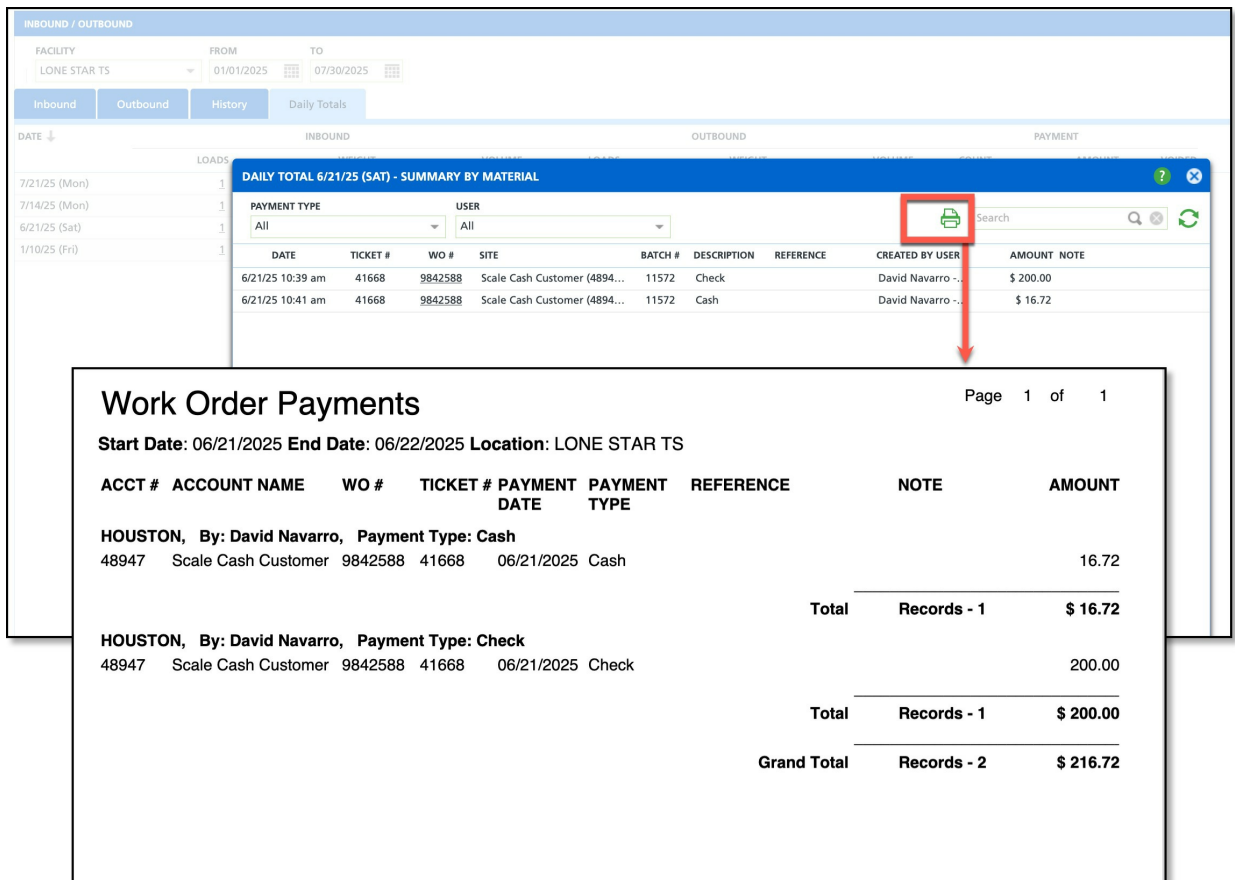 INBOUND / OUTBOUND
FACILITY FROM TO
LONE STAR TS 01/01/2025 07/30/2025
Inbound Outbound History Daily Totals
DATE INBOUND OUTBOUND PAYMENT
LOADS WEIGHT VOLUME LOADS WEIGHT VOLUME COUNT AMOUNT VOIDED
7/21/25 (Mon) 1
7/14/25 (Mon) 1
6/21/25 (Sat) 1
1/10/25 (Fri) 1
DAILY TOTAL 6/21/25 (SAT) - SUMMARY BY MATERIAL ?
PAYMENT TYPE USER
All All Search
DATE TICKET # WO # SITE BATCH # DESCRIPTION REFERENCE CREATED BY USER AMOUNT NOTE
6/21/25 10:39 am 41668 9842588 Scale Cash Customer (4894... 11572 Check David Navarro -... $ 200.00
6/21/25 10:41 am 41668 9842588 Scale Cash Customer (4894... 11572 Cash David Navarro -... $ 16.72
Work Order Payments Page 1 of 1
Start Date: 06/21/2025 End Date: 06/22/2025 Location: LONE STAR TS
ACCT # ACCOUNT NAME WO # TICKET # PAYMENT PAYMENT REFERENCE NOTE AMOUNT
DATE TYPE
HOUSTON, By: David Navarro, Payment Type: Cash
48947 Scale Cash Customer 9842588 41668 06/21/2025 Cash 16.72
Total Records - 1 $ 16.72
HOUSTON, By: David Navarro, Payment Type: Check
48947 Scale Cash Customer 9842588 41668 06/21/2025 Check 200.00
Total Records - 1 $ 200.00
Grand Total Records - 2 $ 216.72